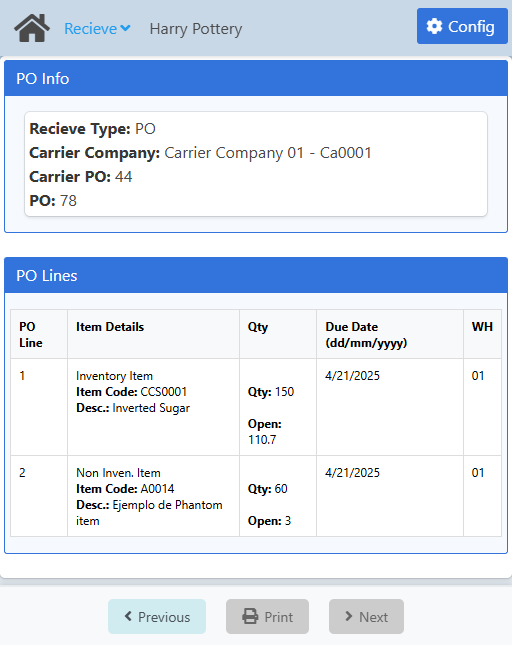 Recieve Harry Pottery Config
PO Info
Recieve Type: PO
Carrier Company: Carrier Company 01 - Ca0001
Carrier PO: 44
PO: 78
PO Lines
PO Line Item Details Qty Due Date (dd/mm/yyyy) WH
1 Inventory Item 4/21/2025 01
Item Code: CCS0001 Qty: 150
Desc.: Inverted Sugar
Open:
110.7
2 Non Inven. Item 4/21/2025 01
Item Code: A0014 Qty: 60
Desc.: Ejemplo de Phantom
item Open: 3
Previous Print Next